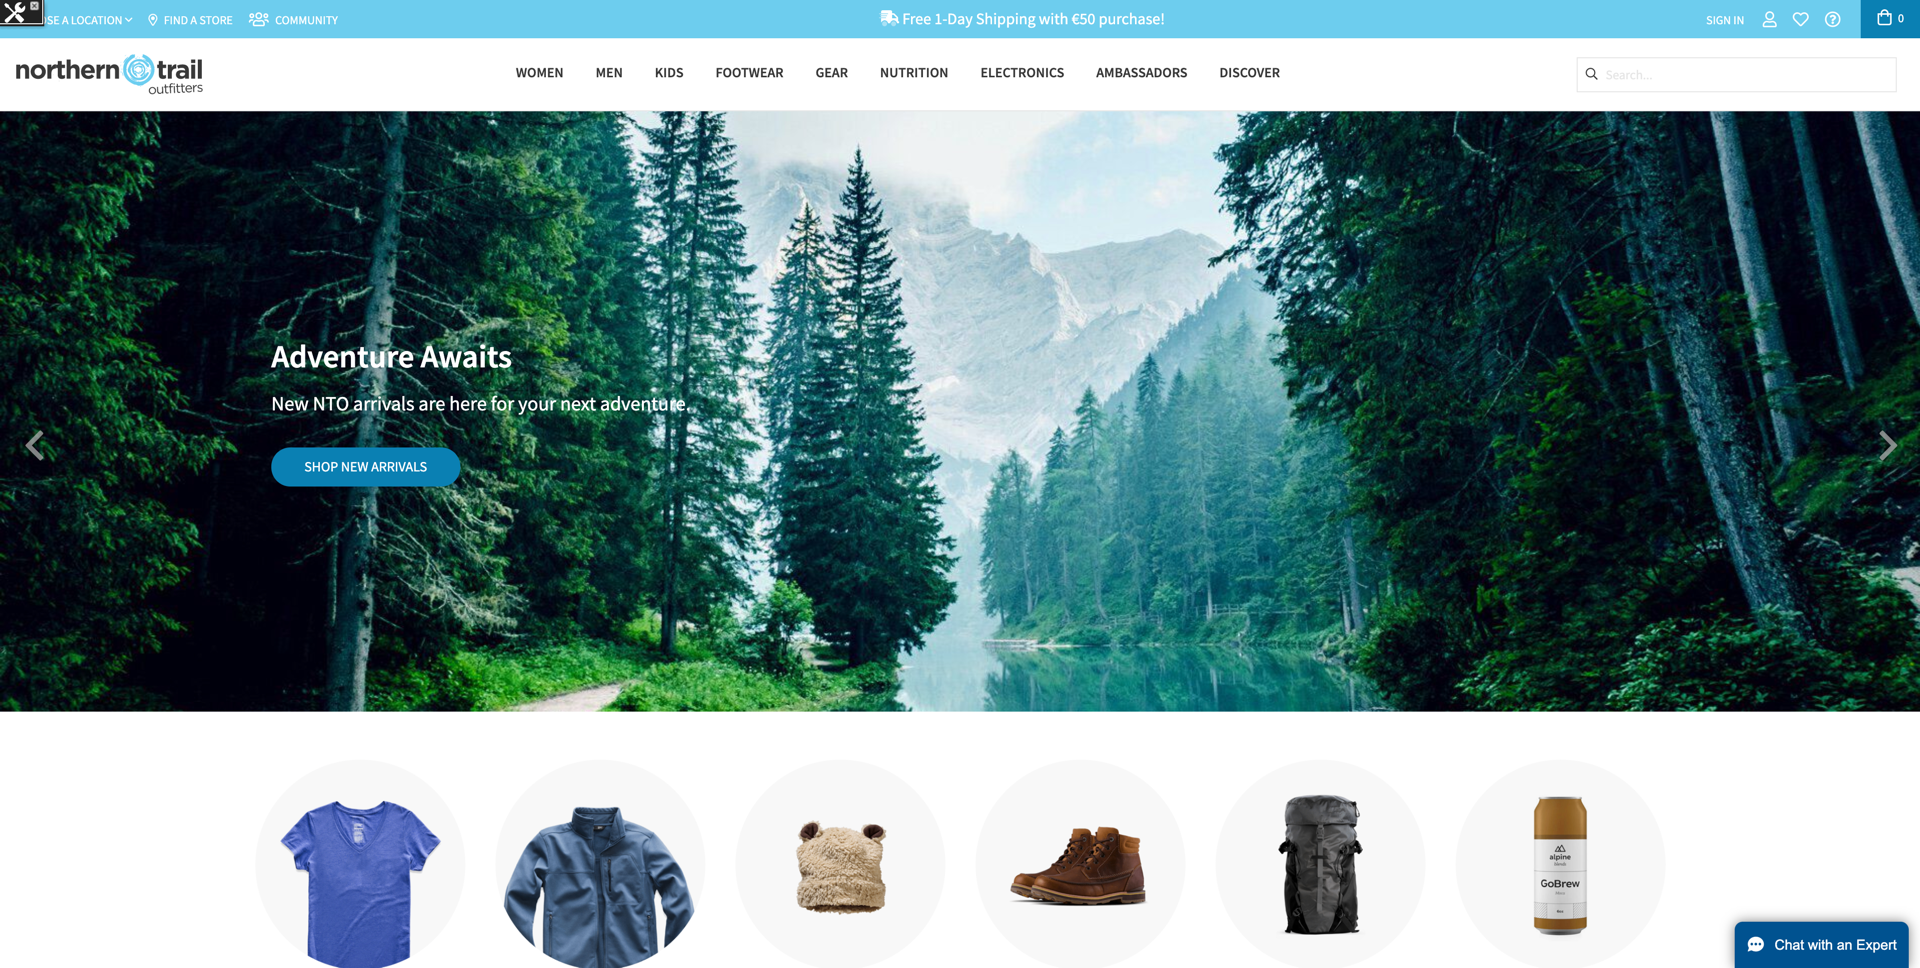 SE A LOCATION
FIND A STORE
COMMUNITY
Free 1-Day Shipping with €50 purchase!
SIGN IN
0
northern trail
outfitters
WOMEN
MEN
KIDS
FOOTWEAR
GEAR
NUTRITION
ELECTRONICS
AMBASSADORS
DISCOVER
Search...
Adventure Awaits
New NTO arrivals are here for your next adventure.
SHOP NEW ARRIVALS
alpine
GoBrew
Chat with an Expert